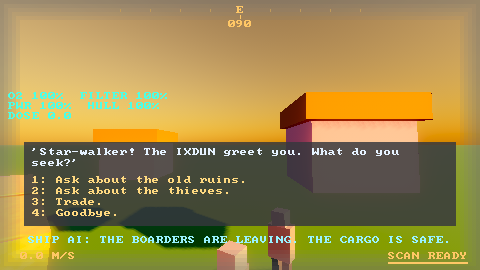 E
090
O2 100% FILTER 100%
PWR 100% HULL 100%
DOSE 0.0
'Star-walker! The IXDUN greet you. What do you
seek?'
1: Ask about the old ruins.
2: Ask about the thieves.
3: Trade.
4: Goodbye.
SHIP AI: THE BOARDERS ARE LEAVING. THE CARGO IS SAFE.
0.0 M/S
SCAN READY